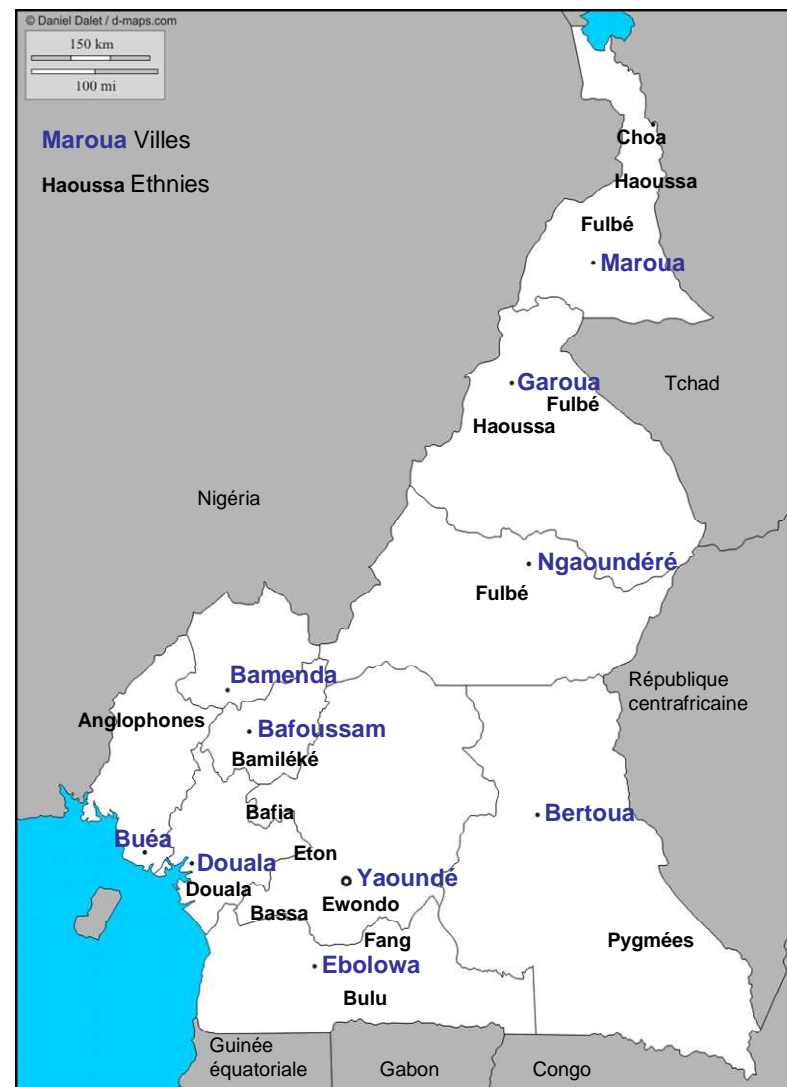 © Daniel Dalet / d-maps.com
150 km
100 mi
Maroua Villes
Haoussa Ethnies
Choa
Haoussa
Fulbé
Maroua
Garoua
Fulbé
Haoussa
Tchad
Nigéria
Ngaoundéré
Fulbé
Bamenda
République
centrafricaine
Anglophones
Bafoussam
Bamiléké
Bafia
Bertoua
Buéa
Douala
Eton
Yaoundé
Douala
Ewondo
Bassa
Fang
Pygmées
Ebolowa
Bulu
Guinée
équatoriale
Gabon
Congo